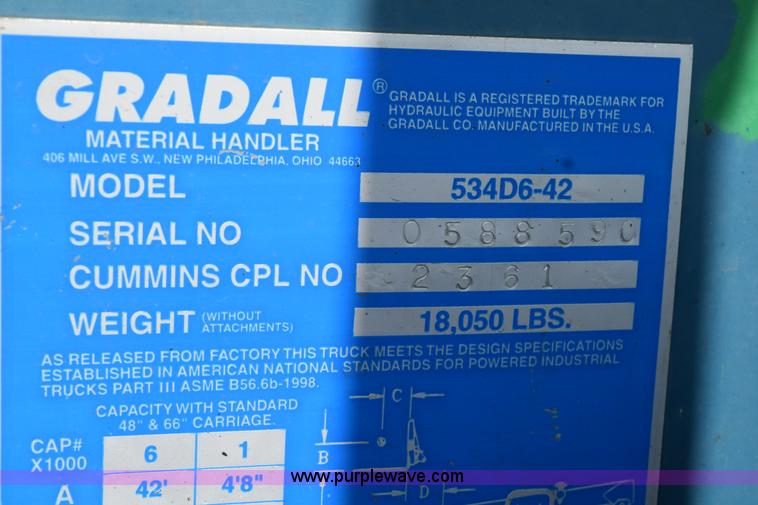 GRADALL®
GRADALL IS A REGISTERED TRADEMARK FOR
HYDRAULIC EQUIPMENT BUILT BY THE
GRADALL CO. MANUFACTURED IN THE U.S.A.
MATERIAL HANDLER
406 MILL AVE S.W., NEW PHILADELPHIA, OHIO 44663
MODEL 534D6-42
SERIAL NO 0588590
CUMMINS CPL NO 2361
WEIGHT (WITHOUT ATTACHMENTS) 18,050 LBS.
AS RELEASED FROM FACTORY THIS TRUCK MEETS THE DESIGN SPECIFICATIONS
ESTABLISHED IN AMERICAN NATIONAL STANDARDS FOR POWERED INDUSTRIAL
TRUCKS PART III ASME B56.6b-1998.
CAPACITY WITH STANDARD
48" & 66" CARRIAGE.
CAP# X1000 6 1
A 42' 4'8"
C
B
D
www.purplewave.com